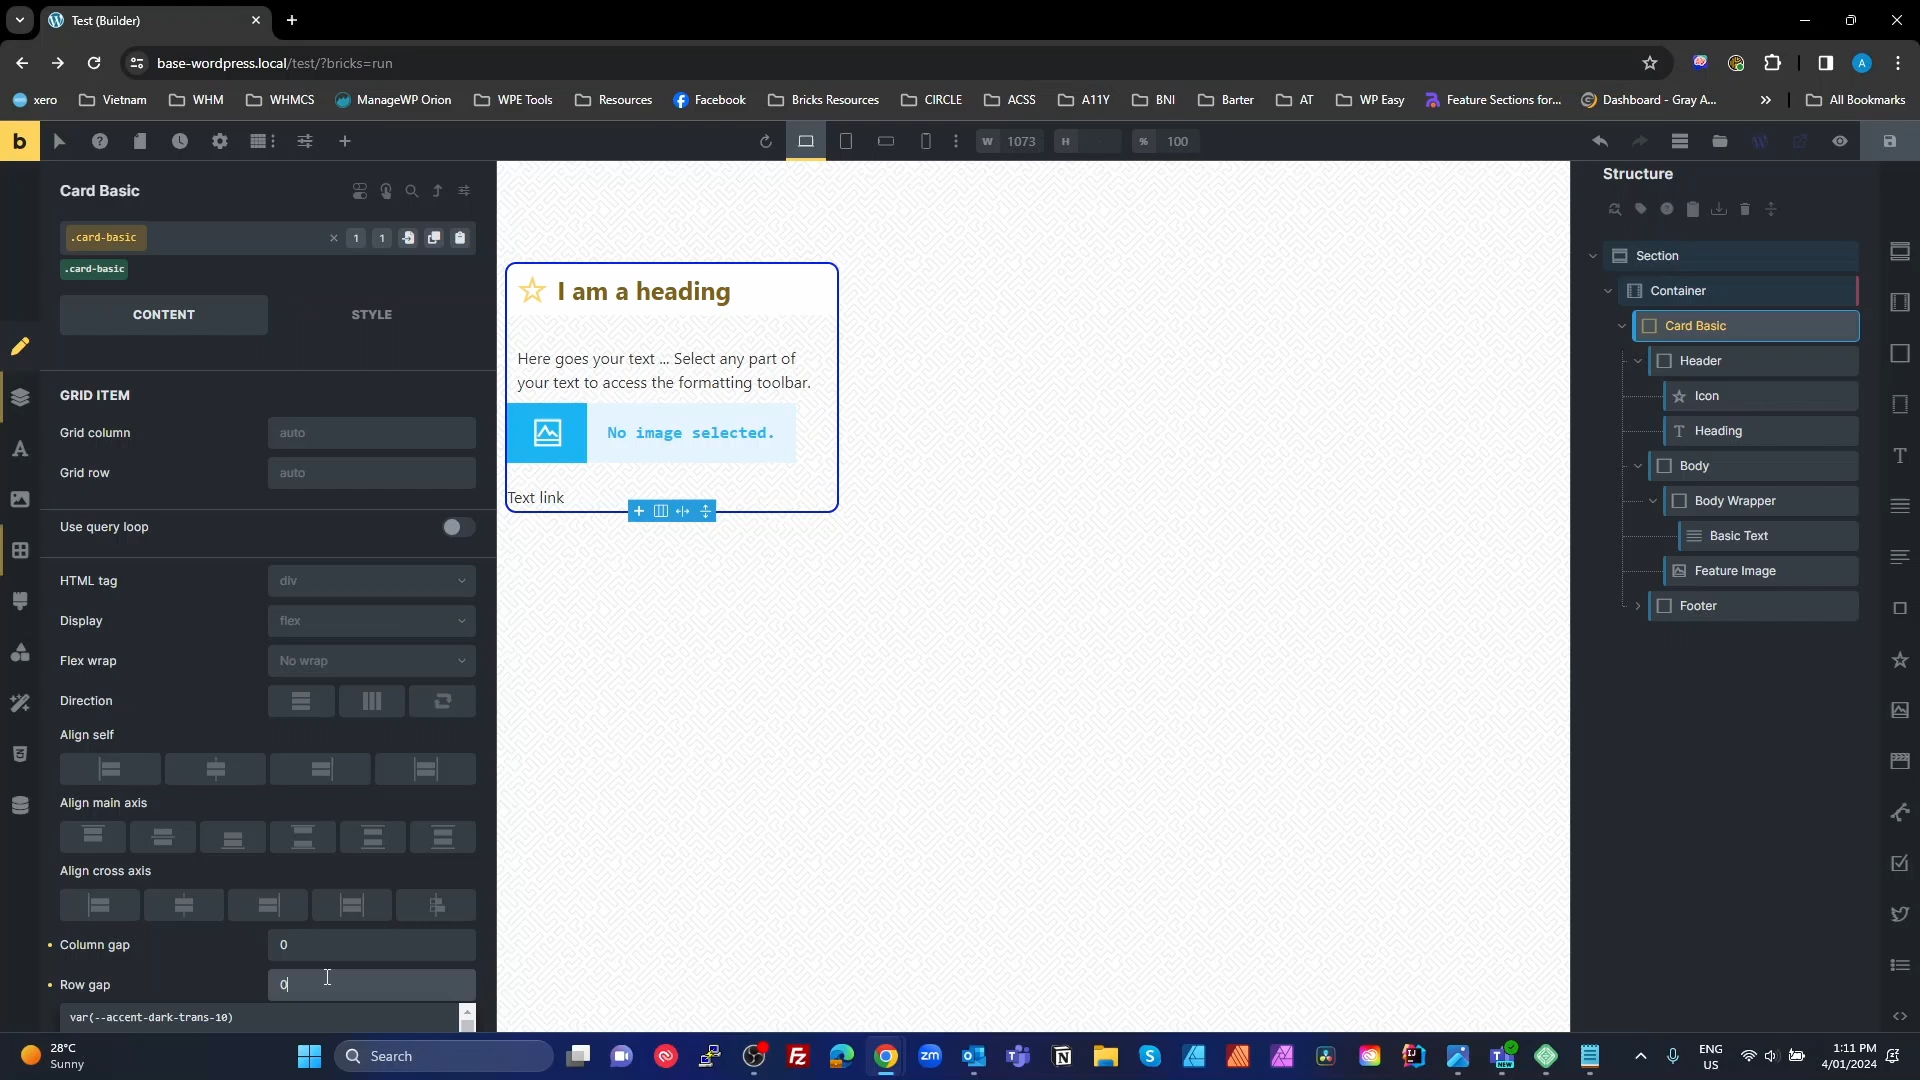 Test (Builder)
base-wordpress.local/test/?bricks=run
xero
Vietnam
WHM
WHMCS
ManageWP Orion
WPE Tools
Resources
Facebook
Bricks Resources
CIRCLE
ACSS
A11Y
BNI
Barter
AT
WP Easy
Feature Sections for...
Dashboard - Gray A...
All Bookmarks
b
W 1073
H
% 100
Card Basic
.card-basic
1
1
.card-basic
CONTENT
STYLE
GRID ITEM
Grid column
auto
Grid row
auto
Use query loop
HTML tag
div
Display
flex
Flex wrap
No wrap
Direction
Align self
Align main axis
Align cross axis
Column gap
0
Row gap
0
var(--accent-dark-trans-10)
I am a heading
Here goes your text ... Select any part of
your text to access the formatting toolbar.
No image selected.
Text link
Structure
Section
Container
Card Basic
Header
Icon
Heading
Body
Body Wrapper
Basic Text
Feature Image
Footer
28°C
Sunny
Search
ENG
US
1:11 PM
4/01/2024